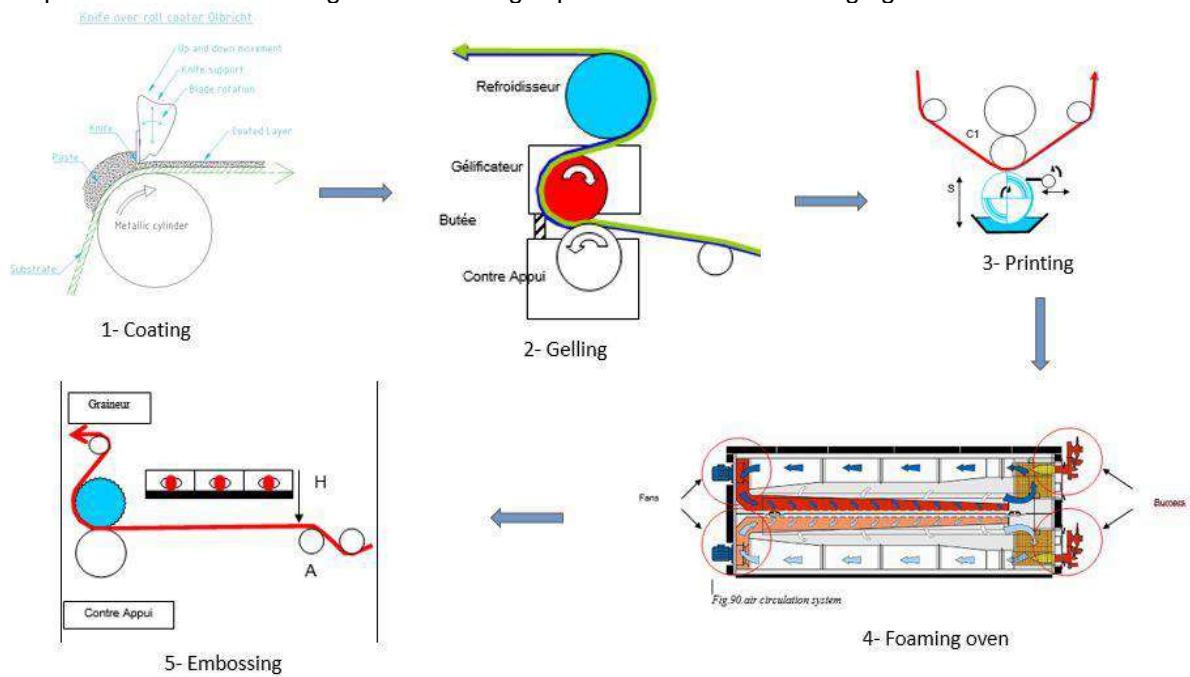 Knife over roll coater Olbricht
Up and down movement
Knife support
Blade rotation
Knife
Coated Layer
Paste
Metallic cylinder
Substrate
1- Coating
Refroidisseur
Gélificateur
Butée
Contre Appui
2- Gelling
C1
S
3- Printing
Fans
Burners
Fig.90.air circulation system
4- Foaming oven
Graineur
H
A
Contre Appui
5- Embossing